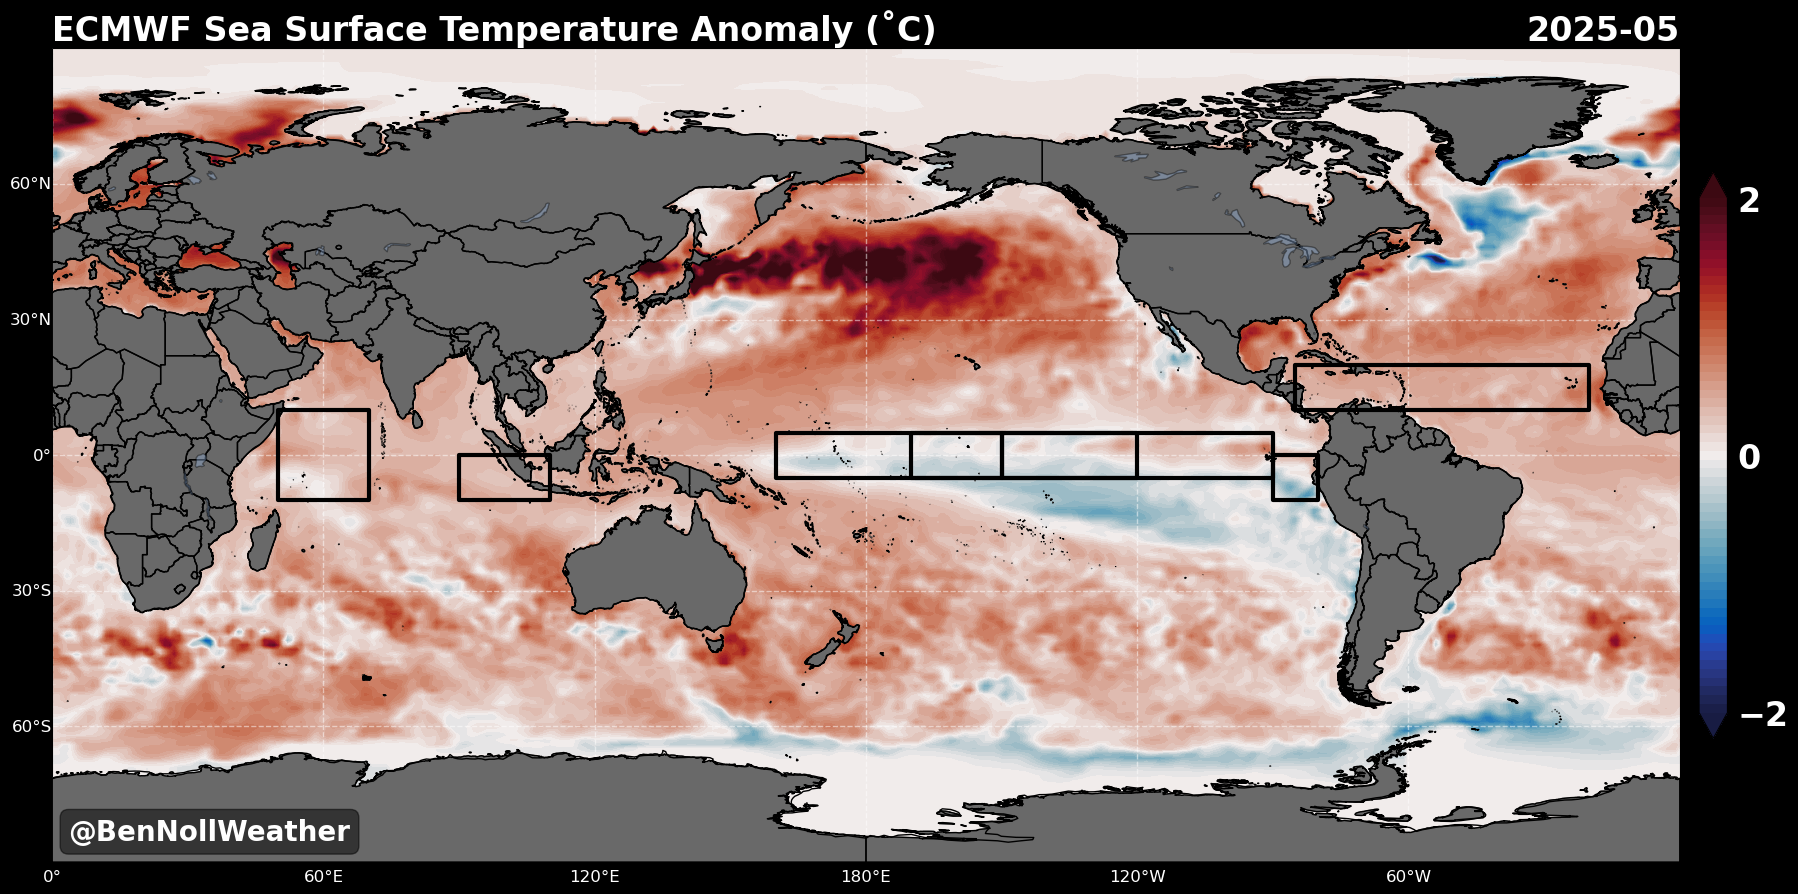 ECMWF Sea Surface Temperature Anomaly (˚C)
2025-05
60°N
30°N
0°
30°S
60°S
2
0
−2
@BenNollWeather
0°
60°E
120°E
180°E
120°W
60°W